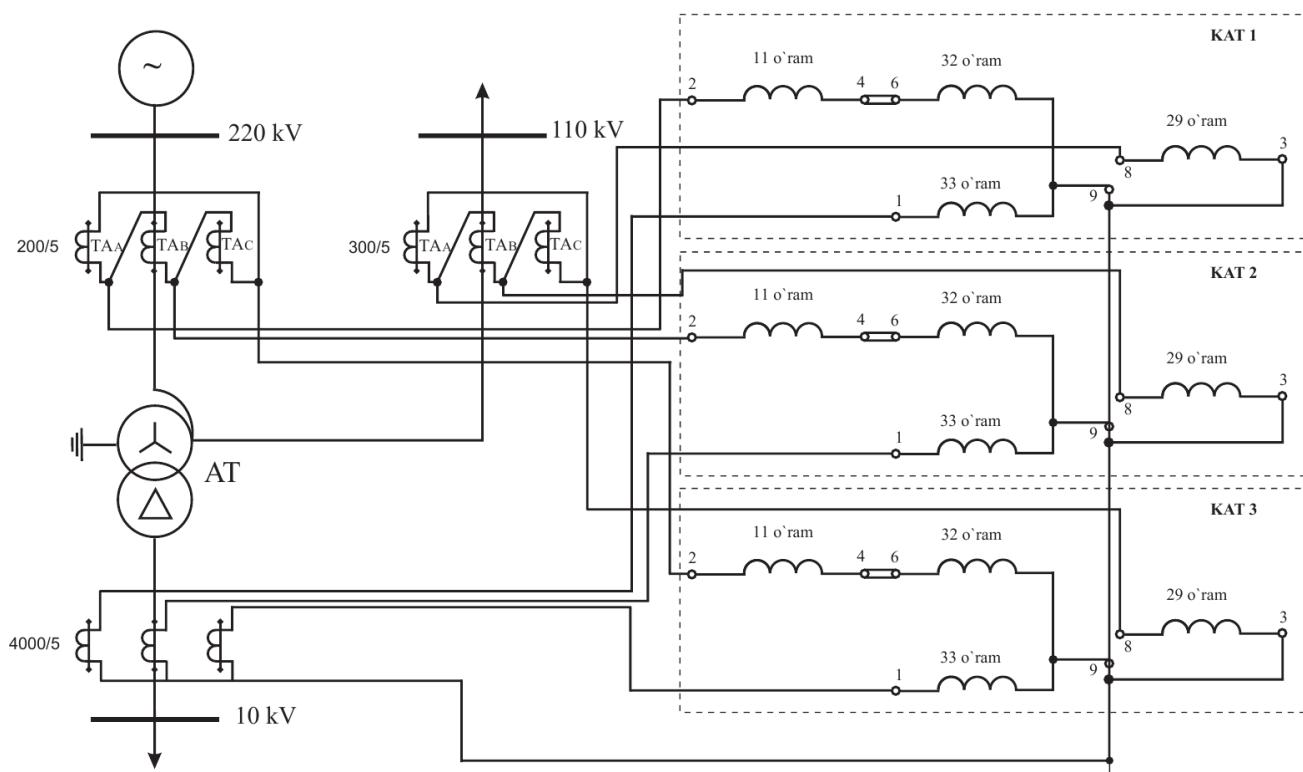 KAT 1
11 o`ram
32 o`ram
2
4
6
~
29 o`ram
3
220 kV
110 kV
8
33 o`ram
1
9
200/5
TAA
TAB
TAC
300/5
TAA
TAB
TAC
KAT 2
11 o`ram
32 o`ram
2
4
6
29 o`ram
3
8
33 o`ram
1
9
AT
KAT 3
11 o`ram
32 o`ram
2
4
6
29 o`ram
3
8
33 o`ram
1
9
4000/5
10 kV